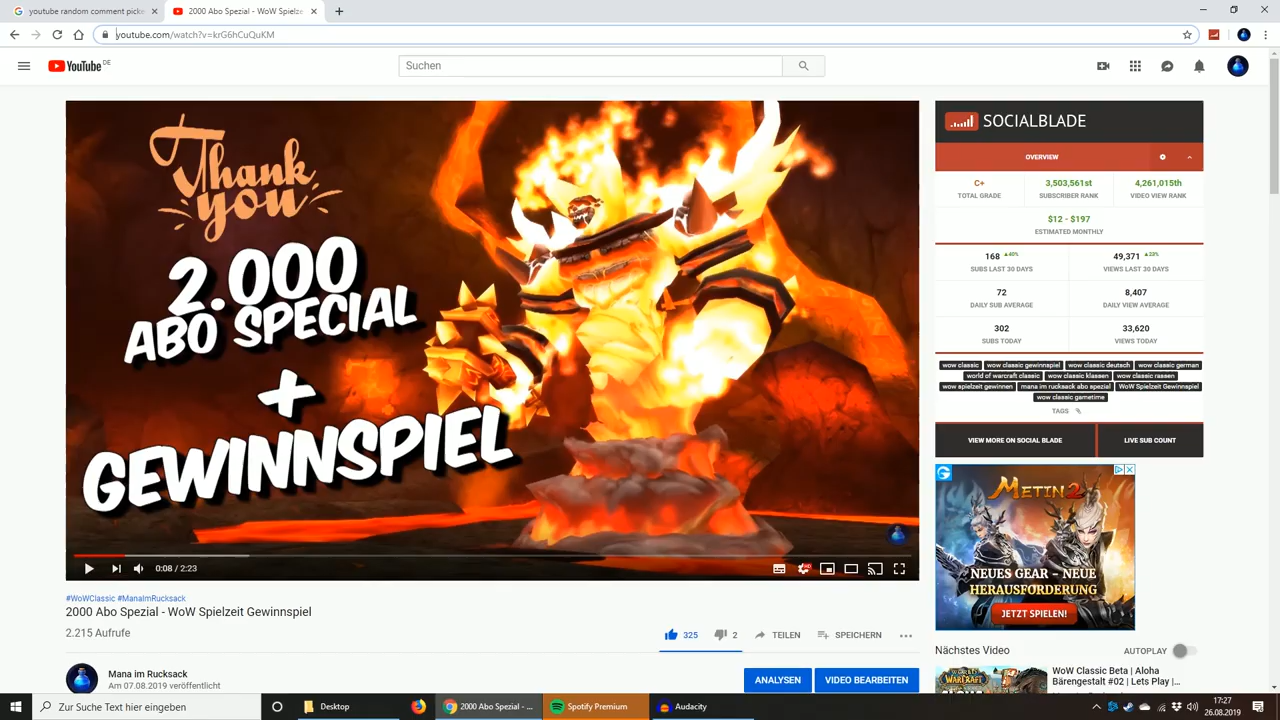 youtube random comment picke
2000 Abo Spezial - WoW Spielzei
youtube.com/watch?v=krG6hCuQuKM
YouTube DE
Suchen
Thank
you
2.000
ABO SPECIAL
+
GEWINNSPIEL
0:08 / 2:23
HD
#WoWClassic #ManaImRucksack
2000 Abo Spezial - WoW Spielzeit Gewinnspiel
2.215 Aufrufe
325
2
TEILEN
SPEICHERN
Mana im Rucksack
Am 07.08.2019 veröffentlicht
ANALYSEN
VIDEO BEARBEITEN
SOCIALBLADE
OVERVIEW
C+
3,503,561st
4,261,015th
TOTAL GRADE
SUBSCRIBER RANK
VIDEO VIEW RANK
$12 - $197
ESTIMATED MONTHLY
168 ▲40%
49,371 ▲23%
SUBS LAST 30 DAYS
VIEWS LAST 30 DAYS
72
8,407
DAILY SUB AVERAGE
DAILY VIEW AVERAGE
302
33,620
SUBS TODAY
VIEWS TODAY
wow classic wow classic gewinnspiel wow classic deutsch wow classic german
world of warcraft classic wow classic klassen wow classic rassen
wow spielzeit gewinnen mana im rucksack abo spezial WoW Spielzeit Gewinnspiel
wow classic gametime
TAGS
VIEW MORE ON SOCIAL BLADE
LIVE SUB COUNT
METIN2
NEUES GEAR – NEUE
HERAUSFORDERUNG
JETZT SPIELEN!
Nächstes Video
AUTOPLAY
WoW Classic Beta | Aloha
Bärengestalt #02 | Lets Play |...
Zur Suche Text hier eingeben
Desktop
2000 Abo Spezial - ...
Spotify Premium
Audacity
17:27
26.08.2019